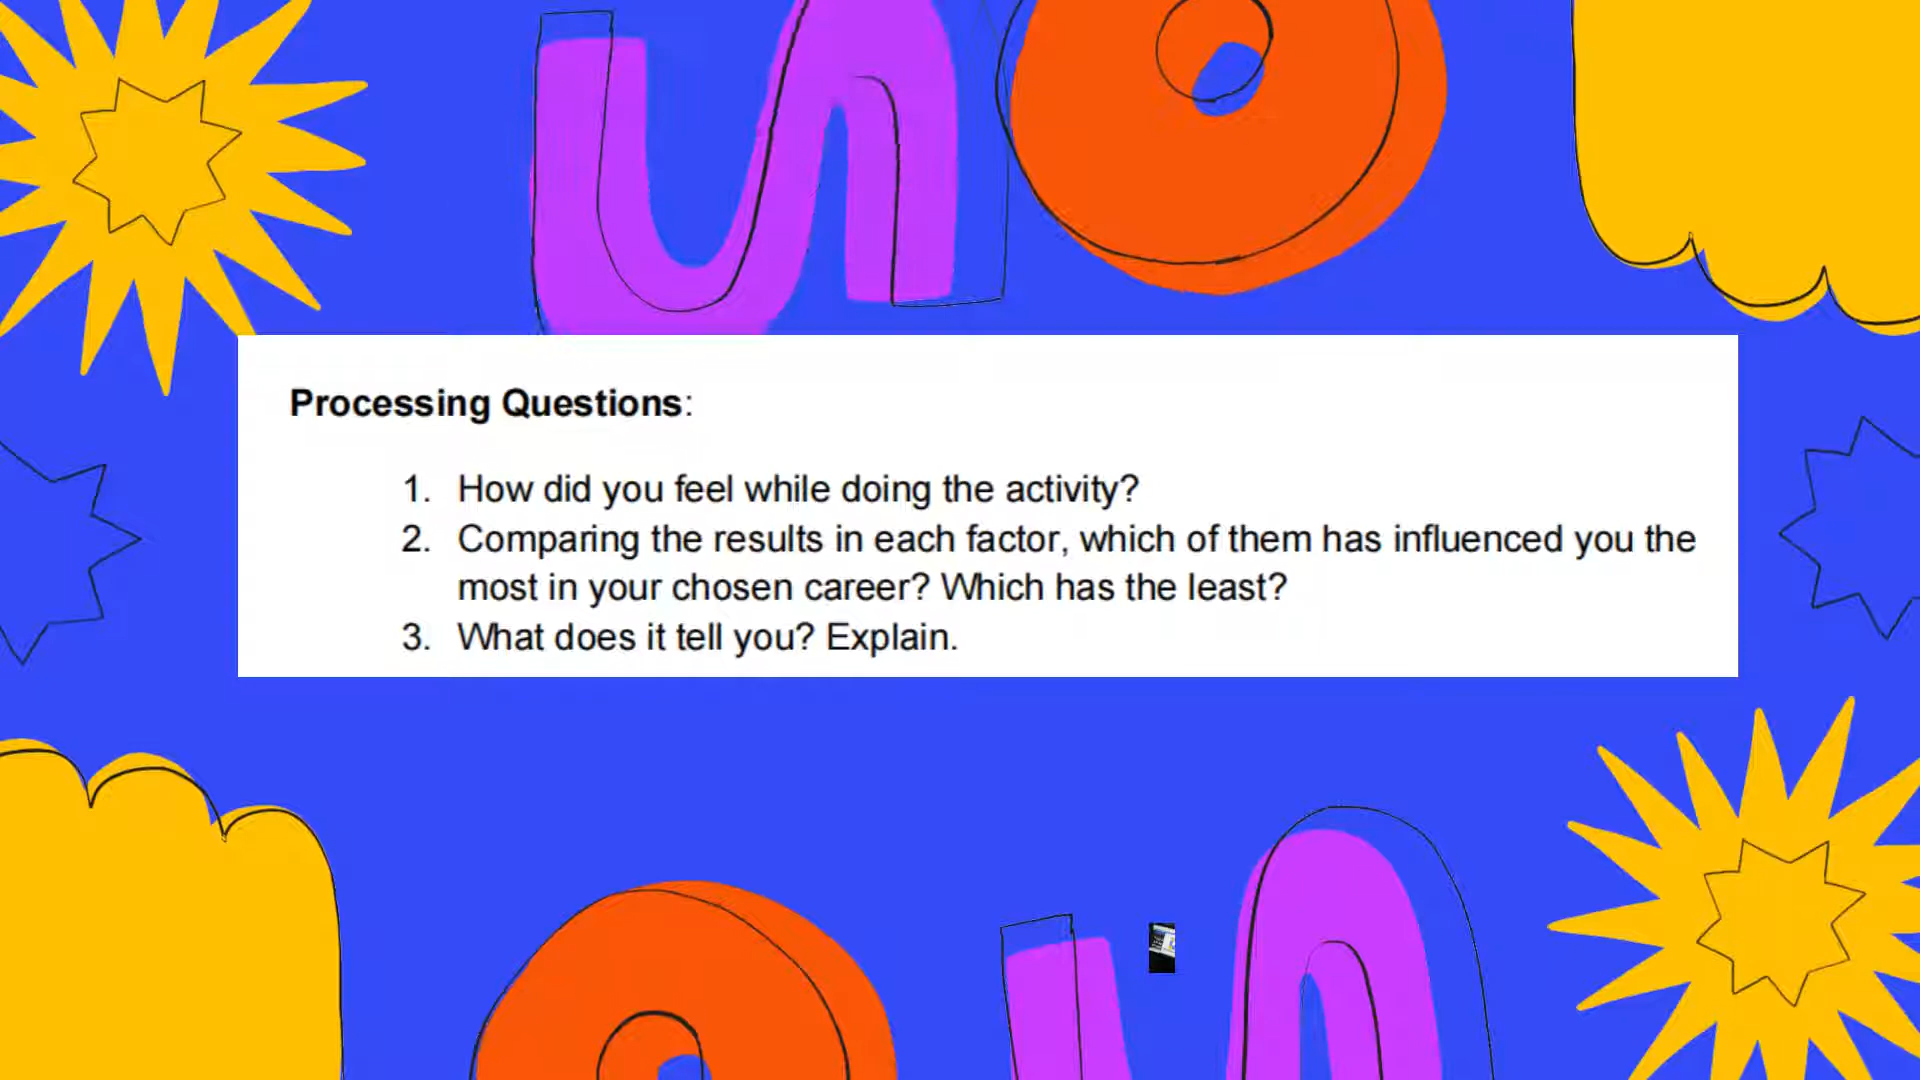 Processing Questions:
1. How did you feel while doing the activity?
2. Comparing the results in each factor, which of them has influenced you the
most in your chosen career? Which has the least?
3. What does it tell you? Explain.